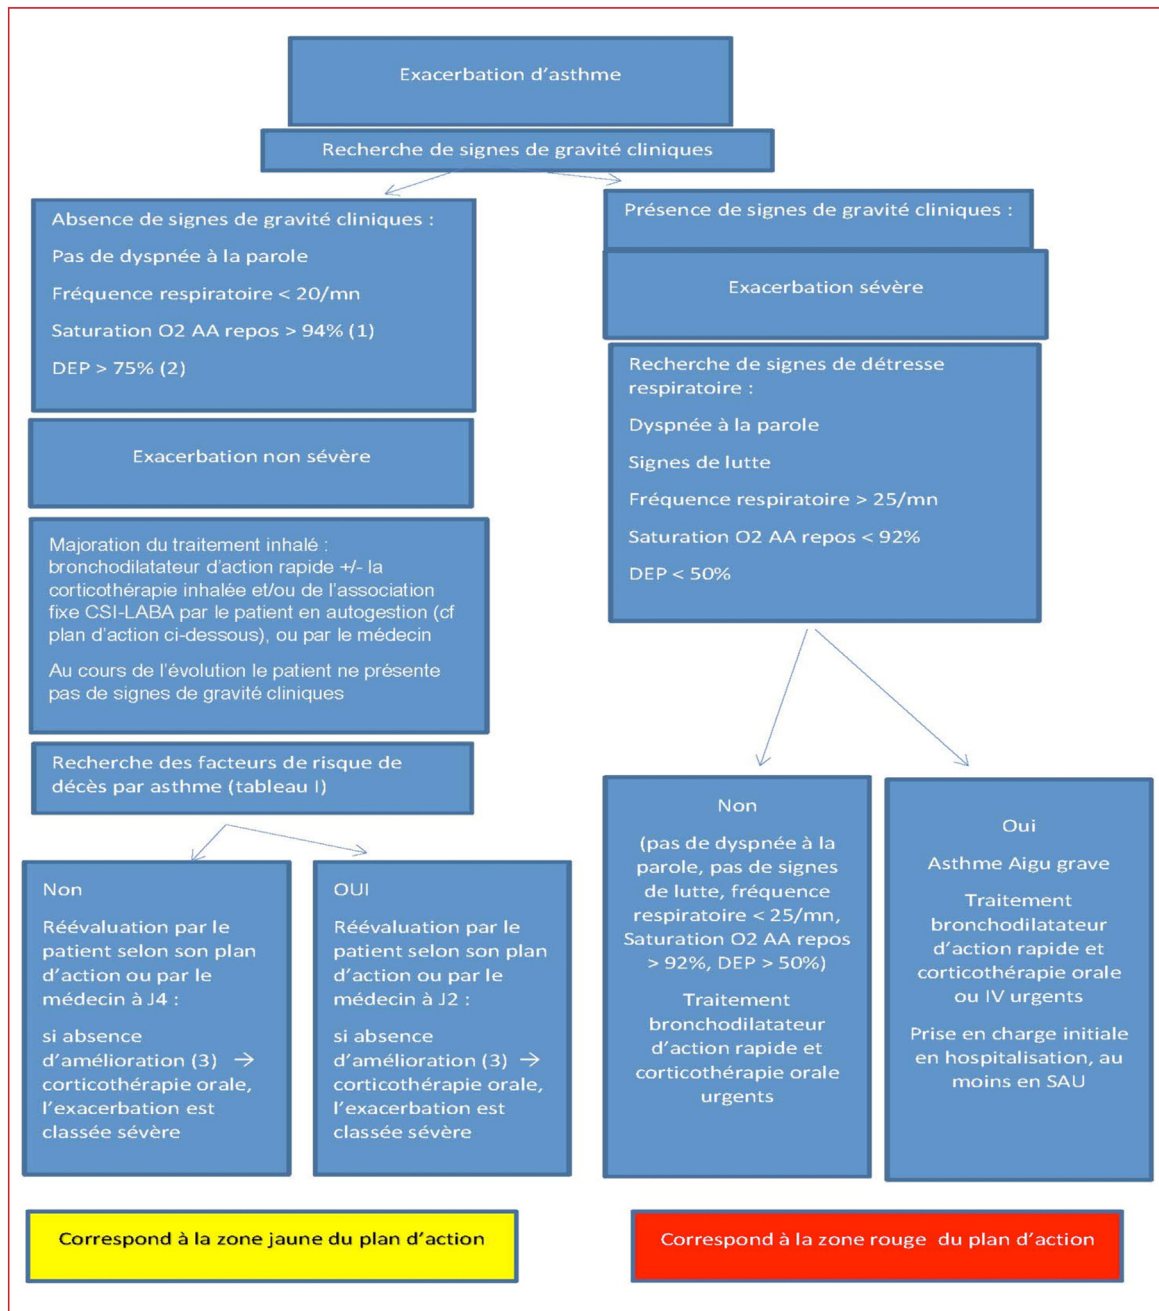 Exacerbation d’asthme
Recherche de signes de gravité cliniques
Absence de signes de gravité cliniques :
Pas de dyspnée à la parole
Fréquence respiratoire < 20/mn
Saturation O2 AA repos > 94% (1)
DEP > 75% (2)
Exacerbation non sévère
Majoration du traitement inhalé :
bronchodilatateur d’action rapide +/- la
corticothérapie inhalée et/ou de l’association
fixe CSI-LABA par le patient en autogestion (cf
plan d’action ci-dessous), ou par le médecin
Au cours de l’évolution le patient ne présente
pas de signes de gravité cliniques
Recherche des facteurs de risque de
décès par asthme (tableau I)
Non
Réévaluation par le
patient selon son plan
d’action ou par le
médecin à J4 :
si absence
d’amélioration (3) →
corticothérapie orale,
l’exacerbation est
classée sévère
OUI
Réévaluation par le
patient selon son plan
d’action ou par le
médecin à J2 :
si absence
d’amélioration (3) →
corticothérapie orale,
l’exacerbation est
classée sévère
Correspond à la zone jaune du plan d’action
Présence de signes de gravité cliniques :
Exacerbation sévère
Recherche de signes de détresse
respiratoire :
Dyspnée à la parole
Signes de lutte
Fréquence respiratoire > 25/mn
Saturation O2 AA repos < 92%
DEP < 50%
Non
(pas de dyspnée à la
parole, pas de signes
de lutte, fréquence
respiratoire < 25/mn,
Saturation O2 AA repos
> 92%, DEP > 50%)
Traitement
bronchodilatateur
d’action rapide et
corticothérapie orale
urgents
Oui
Asthme Aigu grave
Traitement
bronchodilatateur
d’action rapide et
corticothérapie orale
ou IV urgents
Prise en charge initiale
en hospitalisation, au
moins en SAU
Correspond à la zone rouge du plan d’action